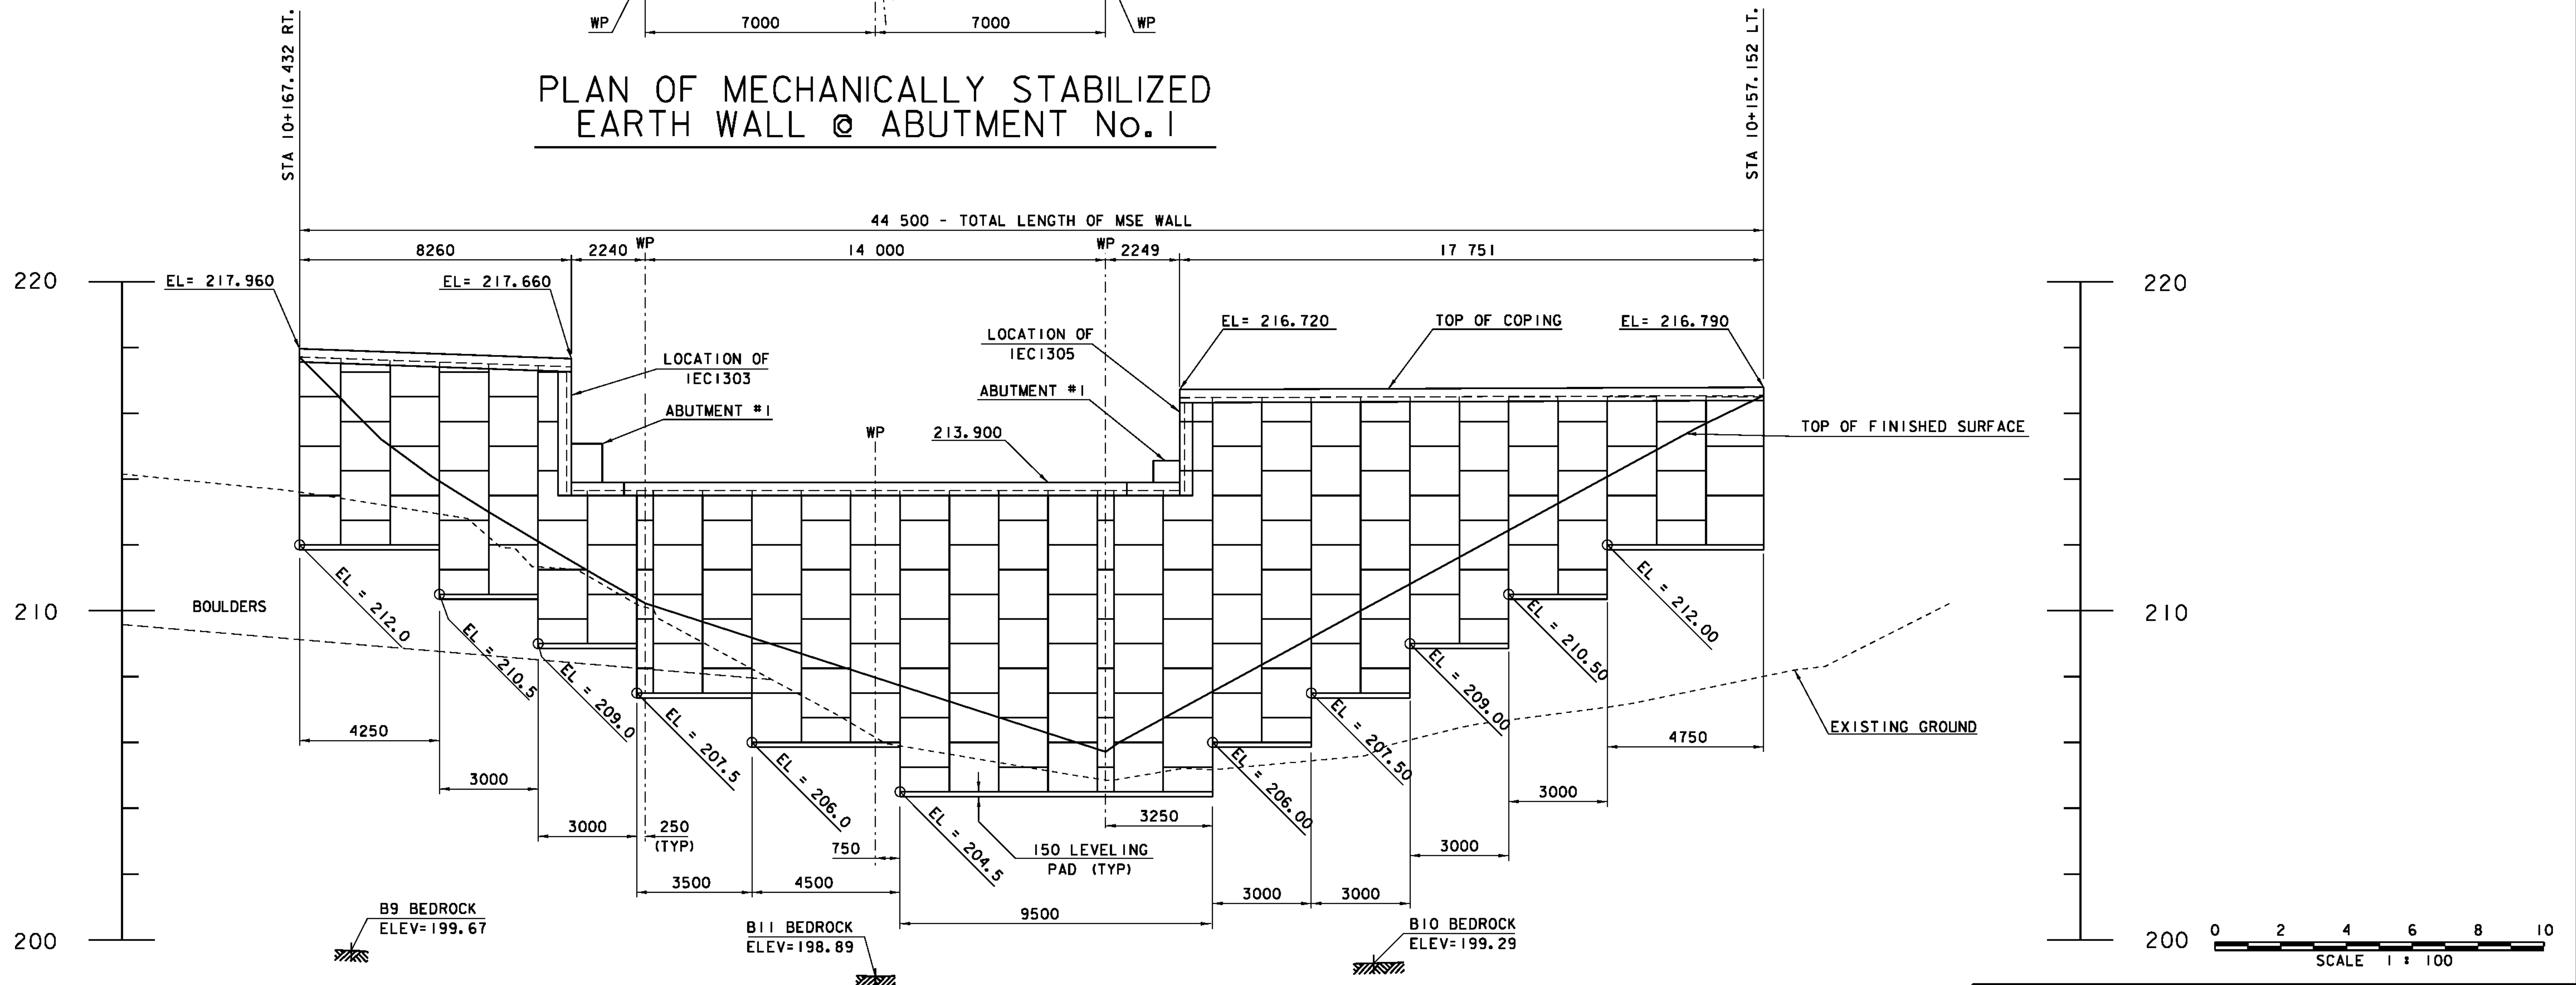 STA 10+167.432 RT.
WP
7000
7000
WP
STA 10+157.152 LT.
PLAN OF MECHANICALLY STABILIZED
EARTH WALL @ ABUTMENT No.1
44 500 - TOTAL LENGTH OF MSE WALL
8260
2240
WP
14 000
WP
2249
17 751
220
EL= 217.960
EL= 217.660
LOCATION OF
IEC1303
ABUTMENT #1
WP
213.900
LOCATION OF
IEC1305
ABUTMENT #1
EL= 216.720
TOP OF COPING
EL= 216.790
220
TOP OF FINISHED SURFACE
210
BOULDERS
EL = 212.0
EL = 210.5
EL = 209.0
EL = 207.5
EL = 206.0
EL = 204.5
EL = 206.00
EL = 207.50
EL = 209.00
EL = 210.50
EL = 212.00
210
EXISTING GROUND
4250
3000
3000
250
(TYP)
750
3500
4500
150 LEVELING
PAD (TYP)
3250
9500
3000
3000
3000
3000
4750
B9 BEDROCK
ELEV=199.67
B11 BEDROCK
ELEV=198.89
B10 BEDROCK
ELEV=199.29
200
200
0 2 4 6 8 10
SCALE 1 : 100